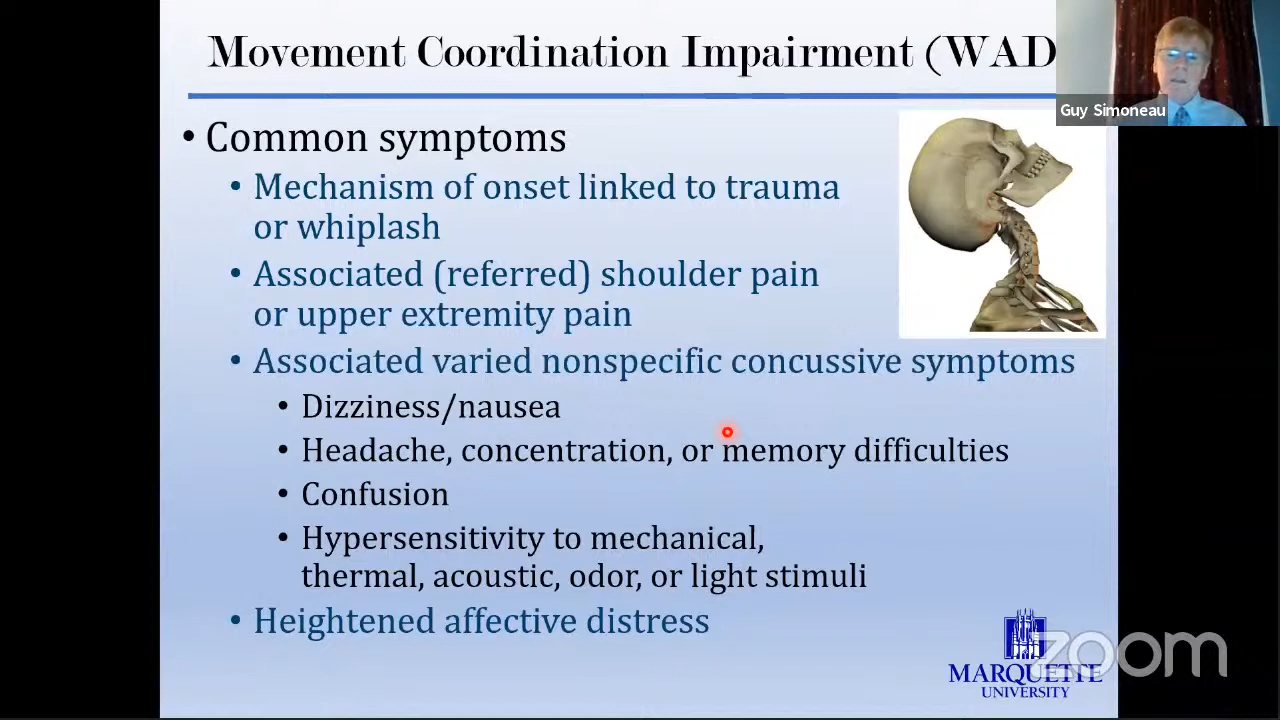 Movement Coordination Impairment (WAD
Guy Simoneau
• Common symptoms
• Mechanism of onset linked to trauma
or whiplash
• Associated (referred) shoulder pain
or upper extremity pain
• Associated varied nonspecific concussive symptoms
• Dizziness/nausea
• Headache, concentration, or memory difficulties
• Confusion
• Hypersensitivity to mechanical,
thermal, acoustic, odor, or light stimuli
• Heightened affective distress
zoom
MARQUETTE
UNIVERSITY